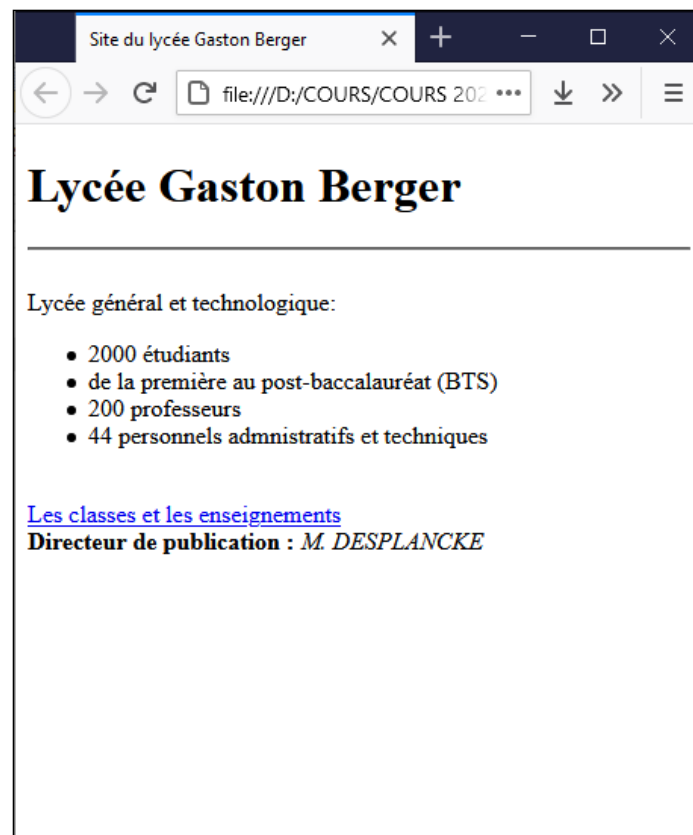 Site du lycée Gaston Berger
file:///D:/COURS/COURS 202
Lycée Gaston Berger
Lycée général et technologique:
2000 étudiants
de la première au post-baccalauréat (BTS)
200 professeurs
44 personnels admnistratifs et techniques
Les classes et les enseignements
Directeur de publication : M. DESPLANCKE